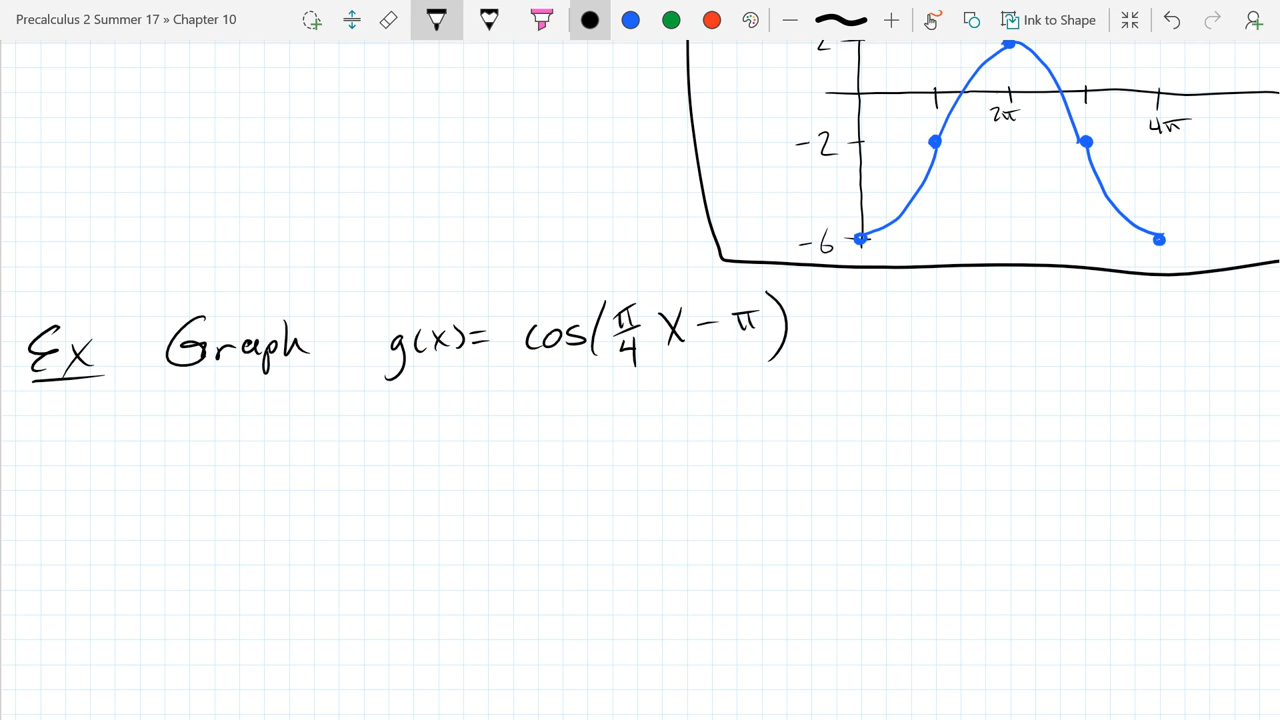 Precalculus 2 Summer 17 » Chapter 10
Ink to Shape
2
2π
4π
-2
-6
Ex Graph g(x)= cos(π/4 x - π)